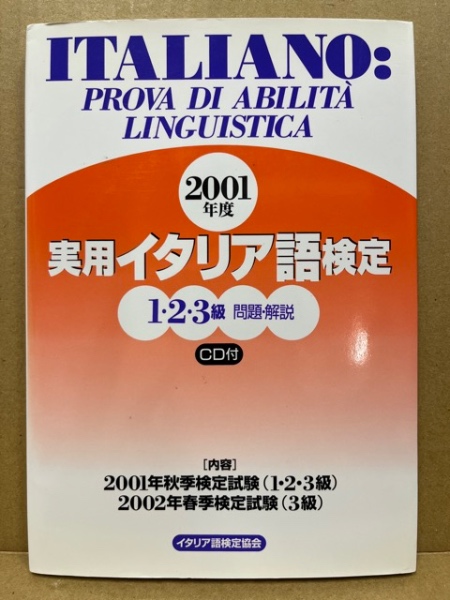 ITALIANO:
PROVA DI ABILITÀ
LINGUISTICA
2001
年度
実用イタリア語検定
1・2・3級 問題・解説
CD付
[内容]
2001年秋季検定試験(1・2・3級)
2002年春季検定試験(3級)
イタリア語検定協会